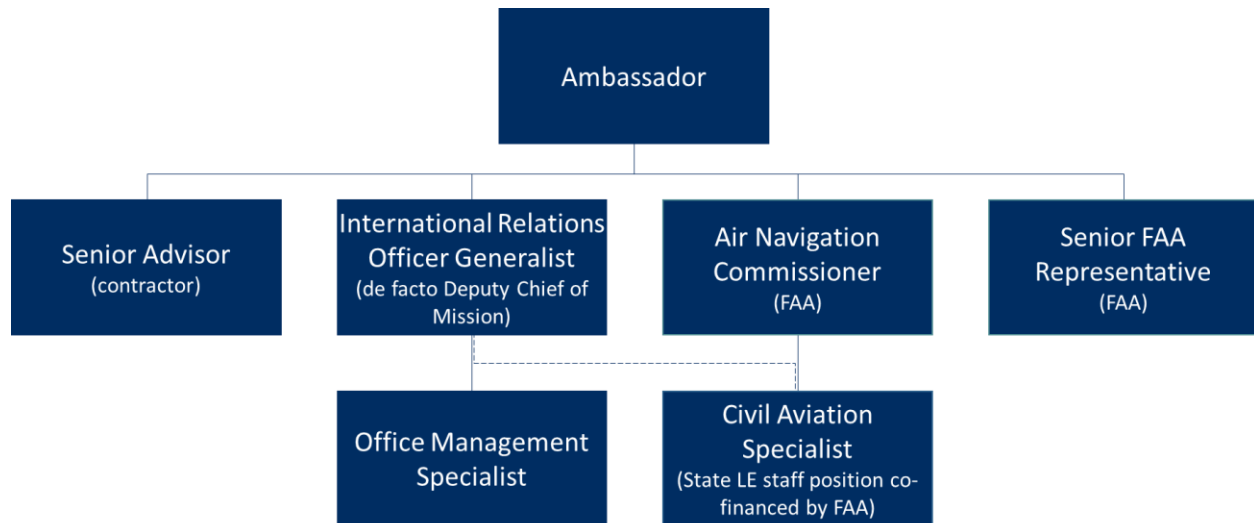 Ambassador
Senior Advisor
(contractor)
International Relations
Officer Generalist
(de facto Deputy Chief of
Mission)
Air Navigation
Commissioner
(FAA)
Senior FAA
Representative
(FAA)
Office Management
Specialist
Civil Aviation
Specialist
(State LE staff position co-
financed by FAA)